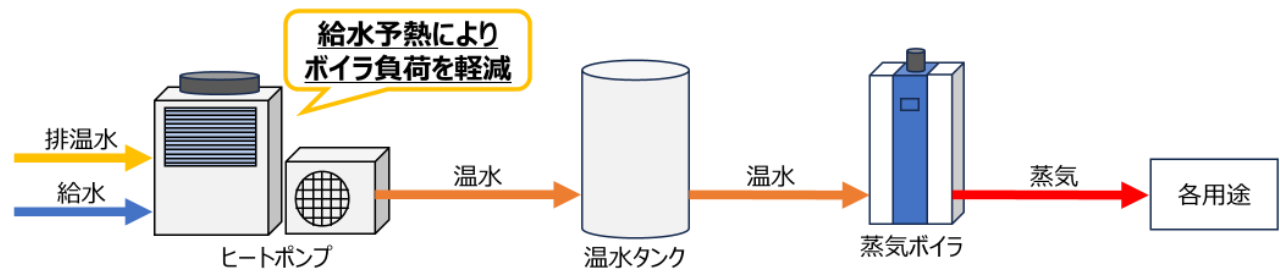 給水予熱により
ボイラ負荷を軽減
排温水
給水
ヒートポンプ
温水
温水タンク
温水
蒸気ボイラ
蒸気
各用途